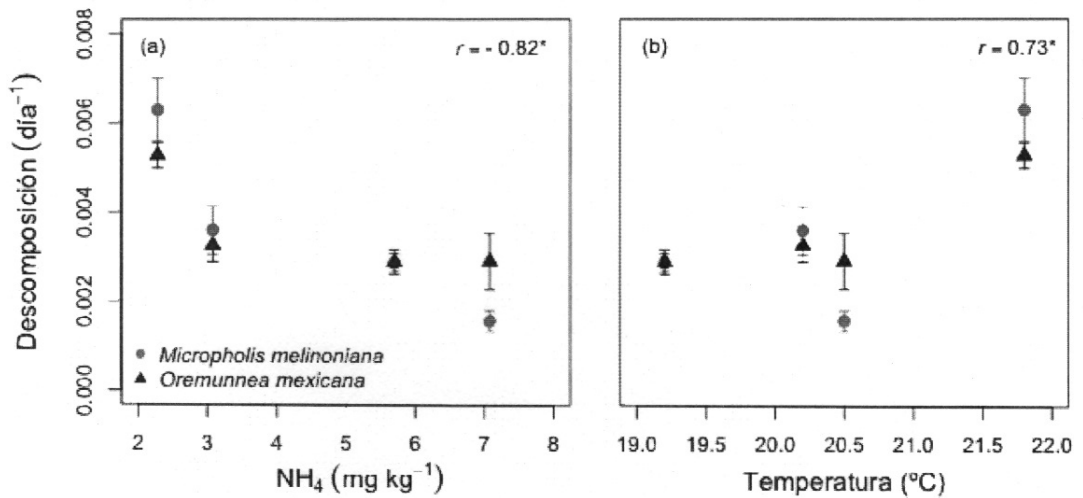 (a)
r = - 0.82*
(b)
r = 0.73*
Descomposición (día⁻¹)
0.008
0.006
0.004
0.002
0.000
Micropholis melinoniana
Oremunnea mexicana
2 3 4 5 6 7 8
19.0 19.5 20.0 20.5 21.0 21.5 22.0
NH₄ (mg kg⁻¹)
Temperatura (ºC)